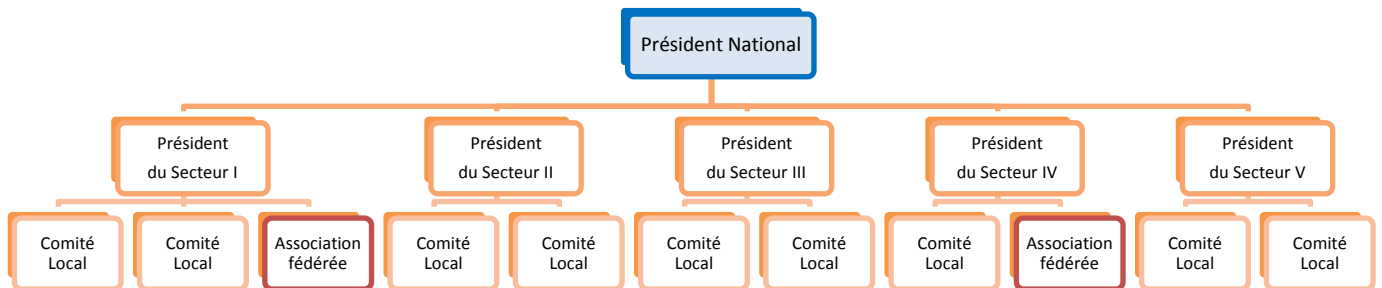 Président National
Président
du Secteur I
Président
du Secteur II
Président
du Secteur III
Président
du Secteur IV
Président
du Secteur V
Comité
Local
Comité
Local
Association
fédérée
Comité
Local
Comité
Local
Comité
Local
Comité
Local
Comité
Local
Association
fédérée
Comité
Local
Comité
Local